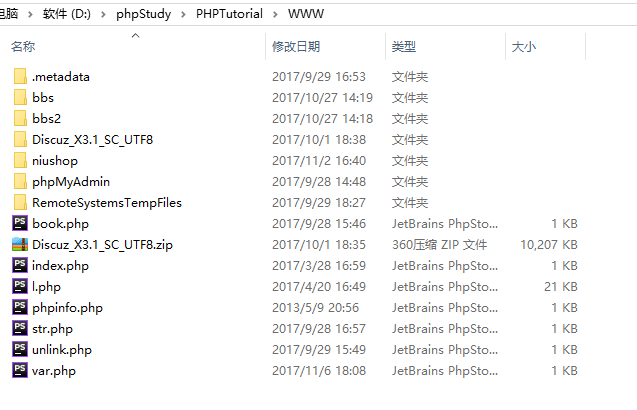 电脑 › 软件 (D:) › phpStudy › PHPTutorial › WWW
名称 修改日期 类型 大小
.metadata 2017/9/29 16:53 文件夹
bbs 2017/10/27 14:19 文件夹
bbs2 2017/10/27 14:18 文件夹
Discuz_X3.1_SC_UTF8 2017/10/1 18:38 文件夹
niushop 2017/11/2 16:40 文件夹
phpMyAdmin 2017/9/28 14:48 文件夹
RemoteSystemsTempFiles 2017/9/29 18:27 文件夹
PS book.php 2017/9/28 15:46 JetBrains PhpSto... 1 KB
Discuz_X3.1_SC_UTF8.zip 2017/10/1 18:35 360压缩 ZIP 文件 10,207 KB
PS index.php 2017/3/28 16:59 JetBrains PhpSto... 1 KB
PS l.php 2017/4/20 16:49 JetBrains PhpSto... 21 KB
PS phpinfo.php 2013/5/9 20:56 JetBrains PhpSto... 1 KB
PS str.php 2017/9/28 16:57 JetBrains PhpSto... 1 KB
PS unlink.php 2017/9/29 15:49 JetBrains PhpSto... 1 KB
PS var.php 2017/11/6 18:08 JetBrains PhpSto... 1 KB